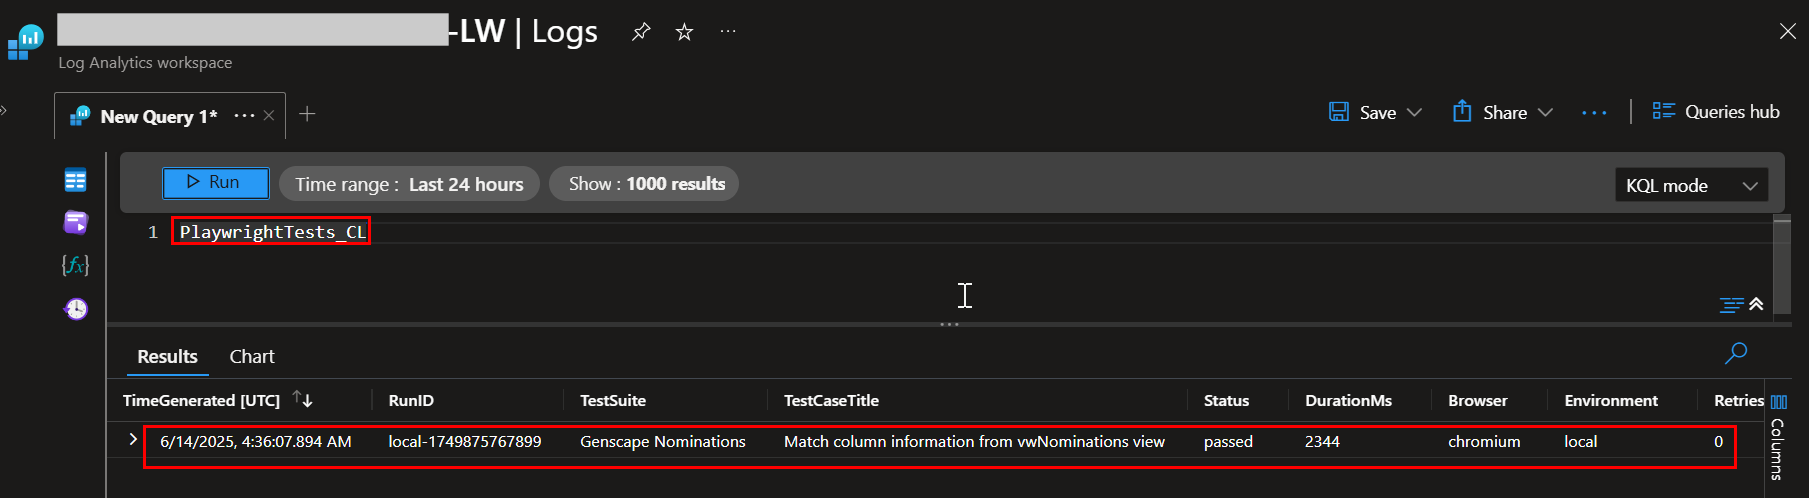 -LW | Logs
Log Analytics workspace
New Query 1*
Save
Share
Queries hub
Run
Time range : Last 24 hours
Show : 1000 results
KQL mode
1 PlaywrightTests_CL
Results Chart
TimeGenerated [UTC] RunID TestSuite TestCaseTitle Status DurationMs Browser Environment Retries
6/14/2025, 4:36:07.894 AM local-1749875767899 Genscape Nominations Match column information from vwNominations view passed 2344 chromium local 0
Columns